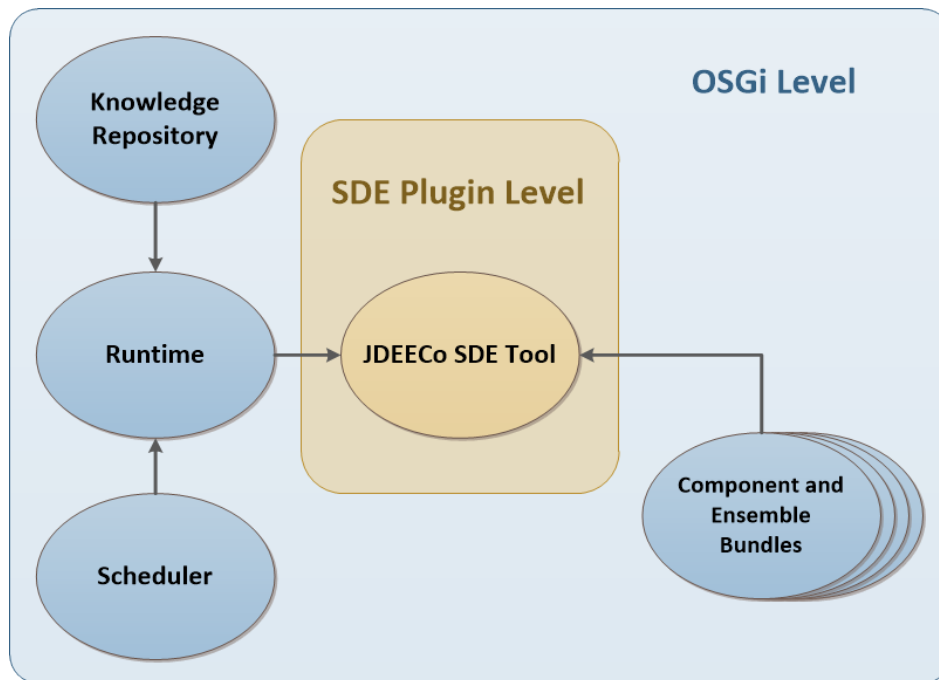 OSGi Level
Knowledge
Repository
SDE Plugin Level
Runtime
JDEECo SDE Tool
Component and
Ensemble
Bundles
Scheduler